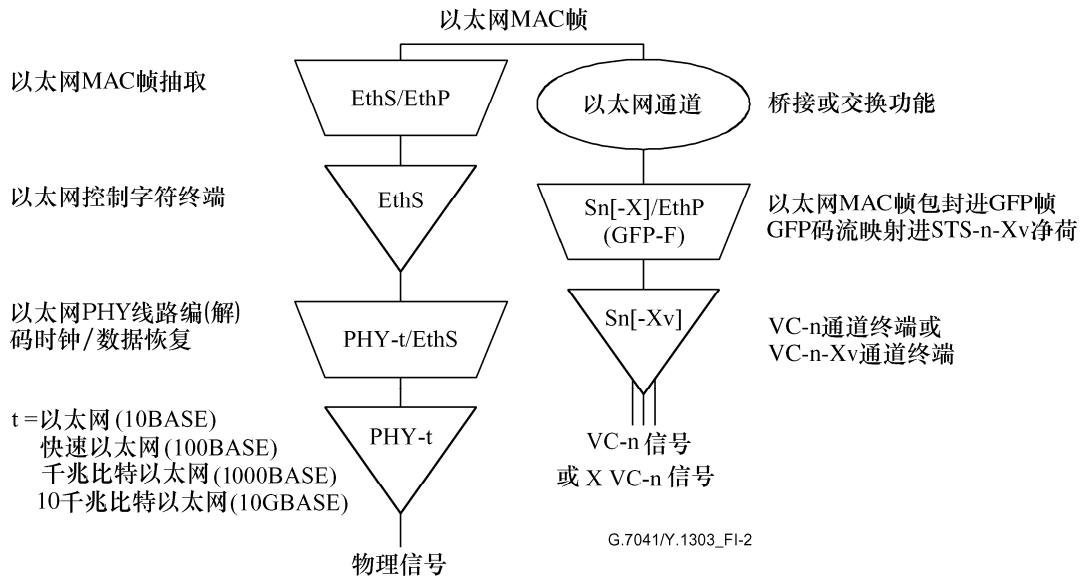 以太网MAC帧
以太网MAC帧抽取
EthS/EthP
以太网通道
桥接或交换功能
以太网控制字符终端
EthS
Sn[-X]/EthP
(GFP-F)
以太网MAC帧包封进GFP帧
GFP码流映射进STS-n-Xv净荷
以太网PHY线路编(解)
码时钟/数据恢复
PHY-t/EthS
Sn[-Xv]
VC-n通道终端或
VC-n-Xv通道终端
t =以太网(10BASE)
快速以太网(100BASE)
千兆比特以太网(1000BASE)
10千兆比特以太网(10GBASE)
PHY-t
VC-n 信号
或 X VC-n 信号
物理信号
G.7041/Y.1303_FI-2